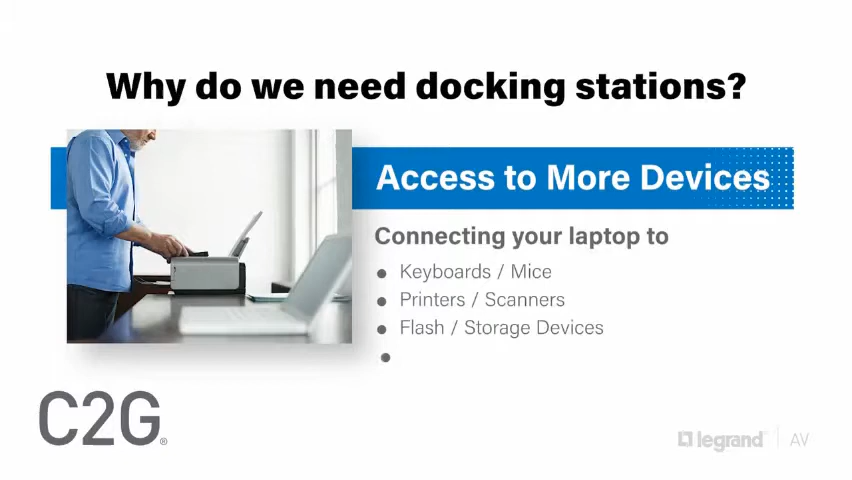 Why do we need docking stations?
Access to More Devices
Connecting your laptop to
• Keyboards / Mice
• Printers / Scanners
• Flash / Storage Devices
•
C2G®
legrand | AV